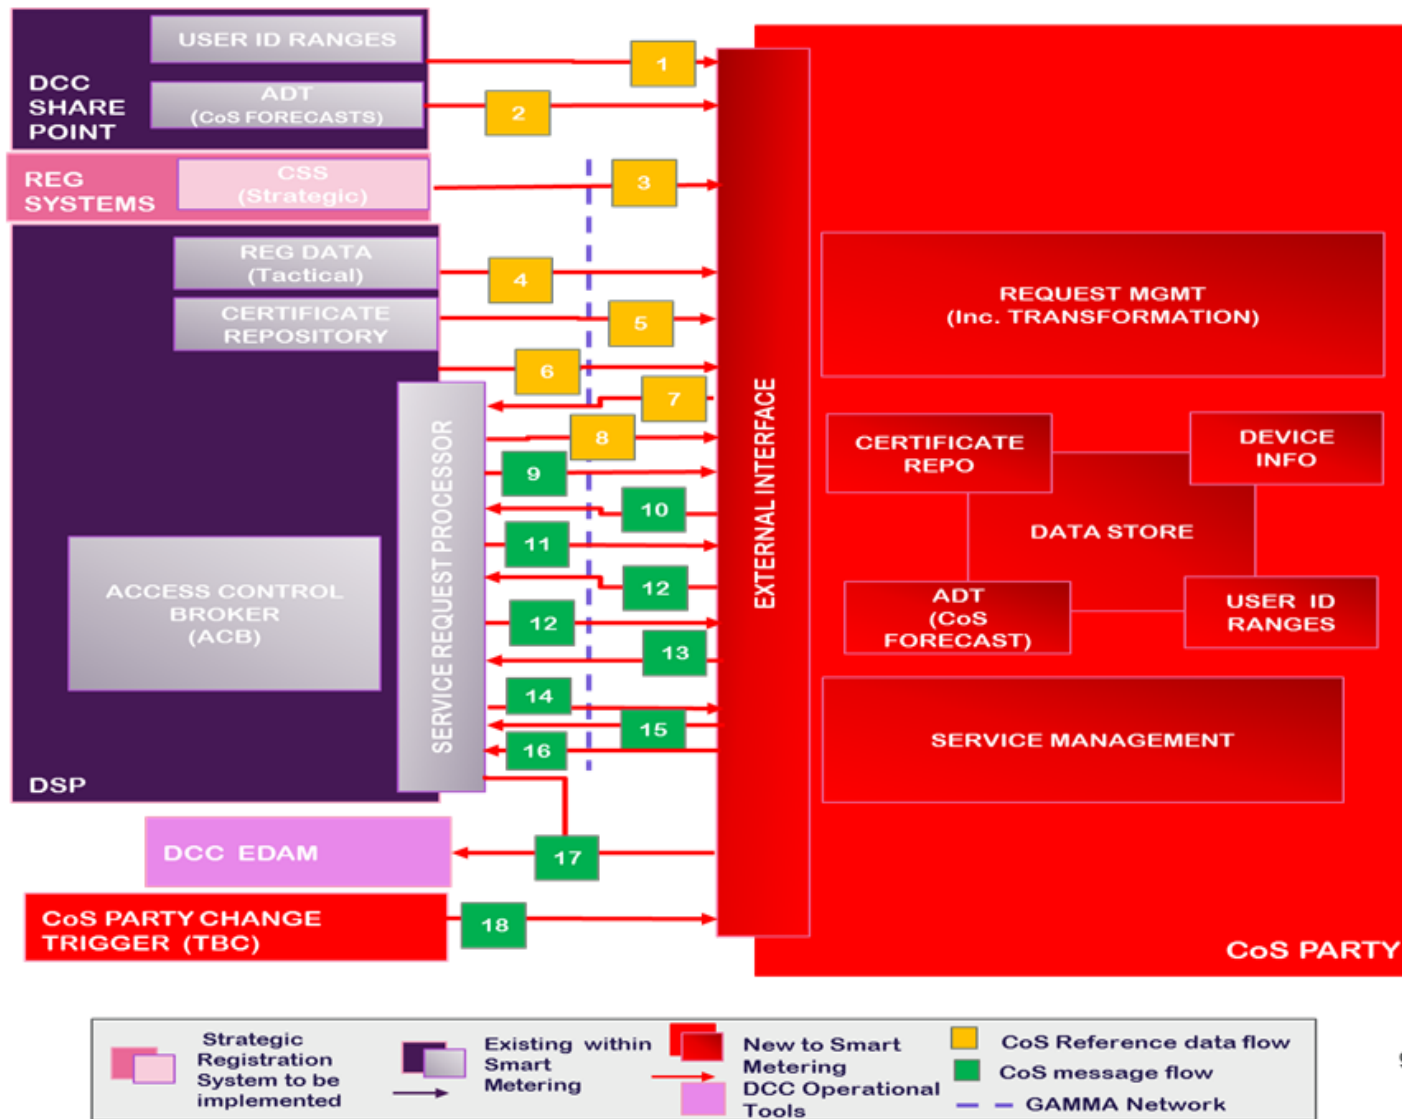 USER ID RANGES
DCC
SHARE
POINT
ADT
(CoS FORECASTS)
1
2
REG
SYSTEMS
CSS
(Strategic)
3
REG DATA
(Tactical)
4
CERTIFICATE
REPOSITORY
5
6
7
8
9
10
11
12
12
13
14
15
16
SERVICE REQUEST PROCESSOR
ACCESS CONTROL
BROKER
(ACB)
DSP
EXTERNAL INTERFACE
REQUEST MGMT
(Inc. TRANSFORMATION)
CERTIFICATE
REPO
DEVICE
INFO
DATA STORE
ADT
(CoS
FORECAST)
USER ID
RANGES
SERVICE MANAGEMENT
DCC EDAM
17
CoS PARTY CHANGE
TRIGGER (TBC)
18
CoS PARTY
Strategic
Registration
System to be
implemented
Existing within
Smart
Metering
New to Smart
Metering
DCC Operational
Tools
CoS Reference data flow
CoS message flow
GAMMA Network